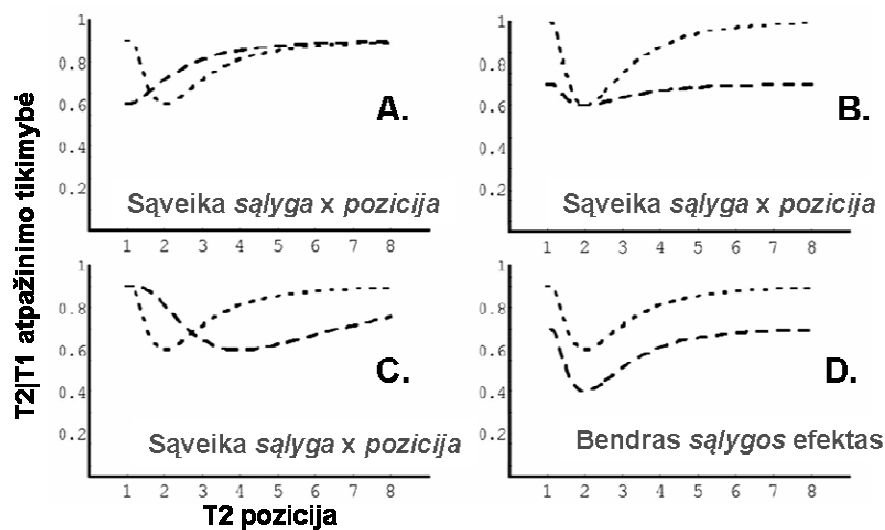 T2|T1 atpažinimo tikimybė
1
0.8
0.6
0.4
0.2
A.
Sąveika sąlyga x pozicija
1 2 3 4 5 6 7 8
1
0.8
0.6
0.4
0.2
B.
Sąveika sąlyga x pozicija
1 2 3 4 5 6 7 8
1
0.8
0.6
0.4
0.2
C.
Sąveika sąlyga x pozicija
1 2 3 4 5 6 7 8
1
0.8
0.6
0.4
0.2
D.
Bendras sąlygos efektas
1 2 3 4 5 6 7 8
T2 pozicija